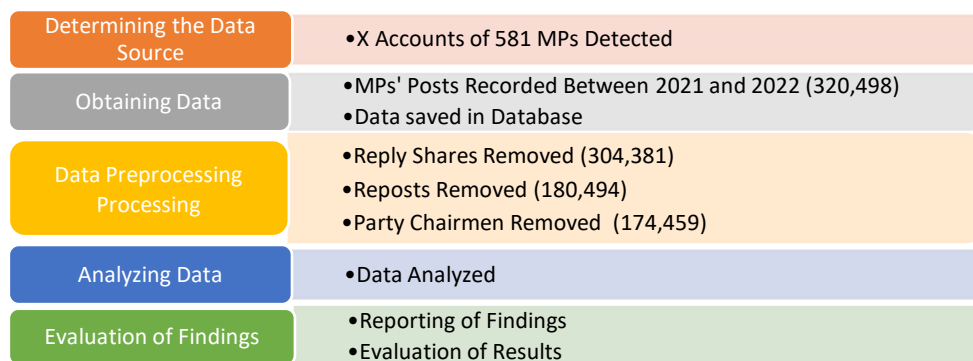 Determining the Data
Source
•X Accounts of 581 MPs Detected
Obtaining Data
•MPs' Posts Recorded Between 2021 and 2022 (320,498)
•Data saved in Database
Data Preprocessing
Processing
•Reply Shares Removed (304,381)
•Reposts Removed (180,494)
•Party Chairmen Removed (174,459)
Analyzing Data
•Data Analyzed
Evaluation of Findings
•Reporting of Findings
•Evaluation of Results